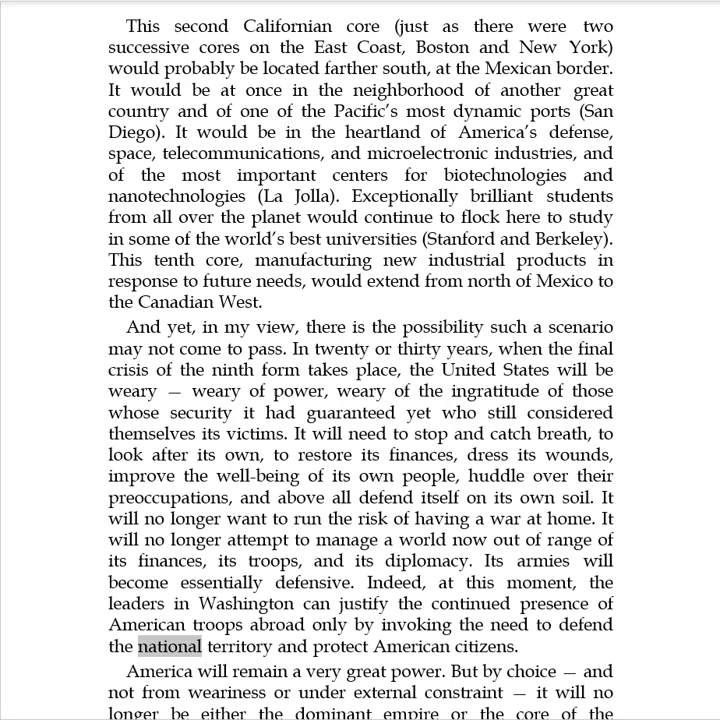 This second Californian core (just as there were two
successive cores on the East Coast, Boston and New York)
would probably be located farther south, at the Mexican border.
It would be at once in the neighborhood of another great
country and of one of the Pacific’s most dynamic ports (San
Diego). It would be in the heartland of America’s defense,
space, telecommunications, and microelectronic industries, and
of the most important centers for biotechnologies and
nanotechnologies (La Jolla). Exceptionally brilliant students
from all over the planet would continue to flock here to study
in some of the world’s best universities (Stanford and Berkeley).
This tenth core, manufacturing new industrial products in
response to future needs, would extend from north of Mexico to
the Canadian West.
And yet, in my view, there is the possibility such a scenario
may not come to pass. In twenty or thirty years, when the final
crisis of the ninth form takes place, the United States will be
weary — weary of power, weary of the ingratitude of those
whose security it had guaranteed yet who still considered
themselves its victims. It will need to stop and catch breath, to
look after its own, to restore its finances, dress its wounds,
improve the well-being of its own people, huddle over their
preoccupations, and above all defend itself on its own soil. It
will no longer want to run the risk of having a war at home. It
will no longer attempt to manage a world now out of range of
its finances, its troops, and its diplomacy. Its armies will
become essentially defensive. Indeed, at this moment, the
leaders in Washington can justify the continued presence of
American troops abroad only by invoking the need to defend
the national territory and protect American citizens.
America will remain a very great power. But by choice — and
not from weariness or under external constraint — it will no
longer be either the dominant empire or the core of the